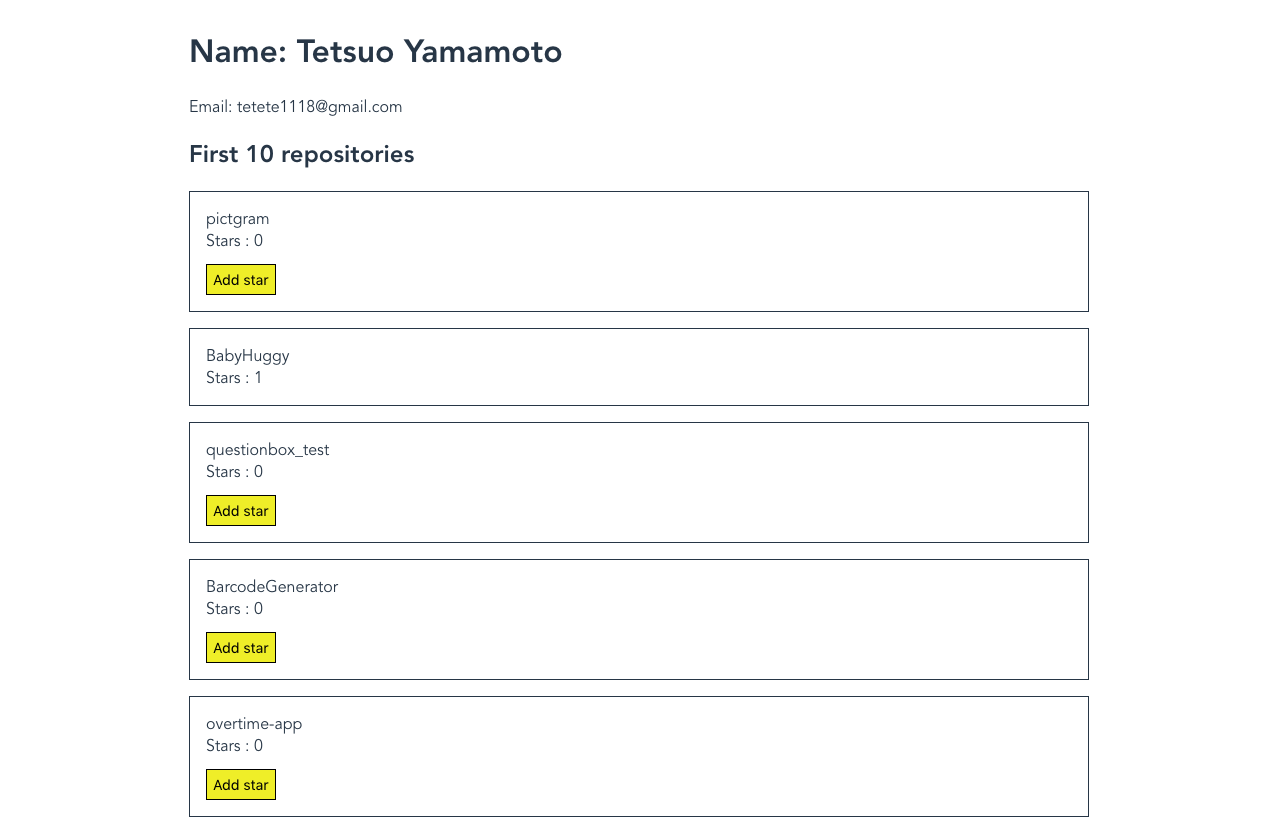 Name: Tetsuo Yamamoto
Email: tetete1118@gmail.com
First 10 repositories
pictgram
Stars : 0
Add star
BabyHuggy
Stars : 1
questionbox_test
Stars : 0
Add star
BarcodeGenerator
Stars : 0
Add star
overtime-app
Stars : 0
Add star